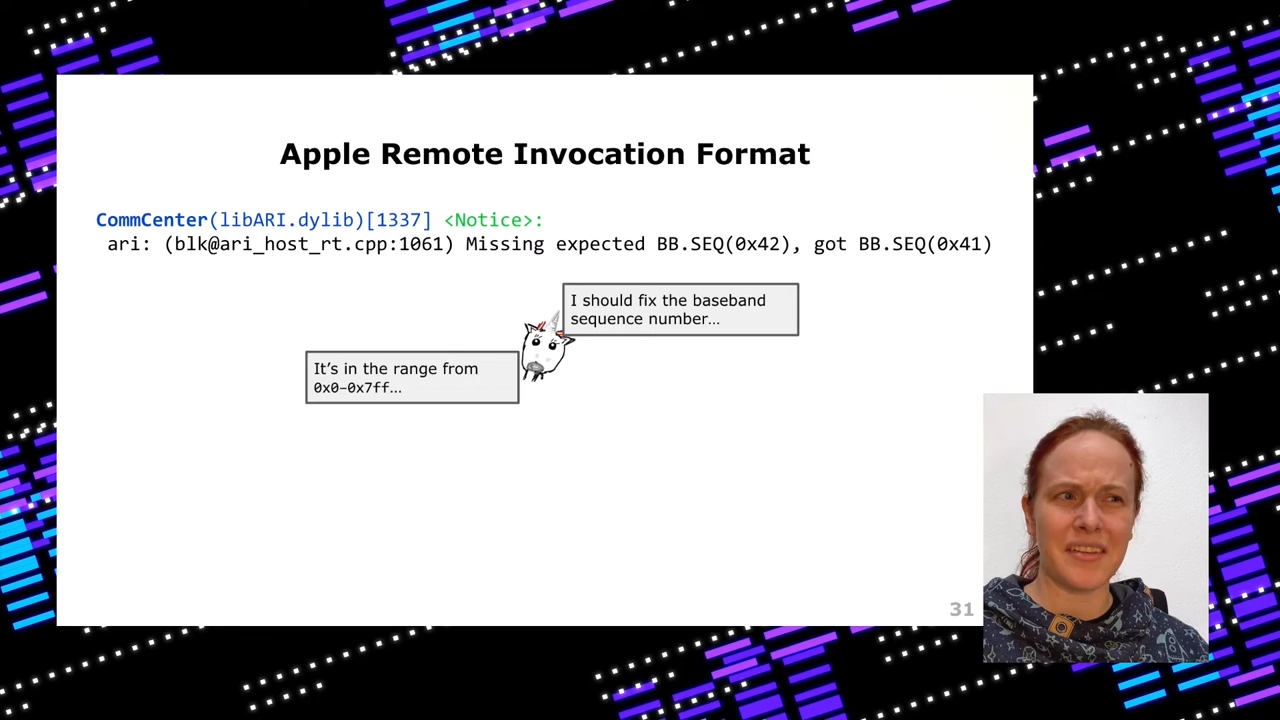 Apple Remote Invocation Format
CommCenter(libARI.dylib)[1337] <Notice>:
ari: (blk@ari_host_rt.cpp:1061) Missing expected BB.SEQ(0x42), got BB.SEQ(0x41)
I should fix the baseband
sequence number…
It’s in the range from
0x0–0x7ff…
31